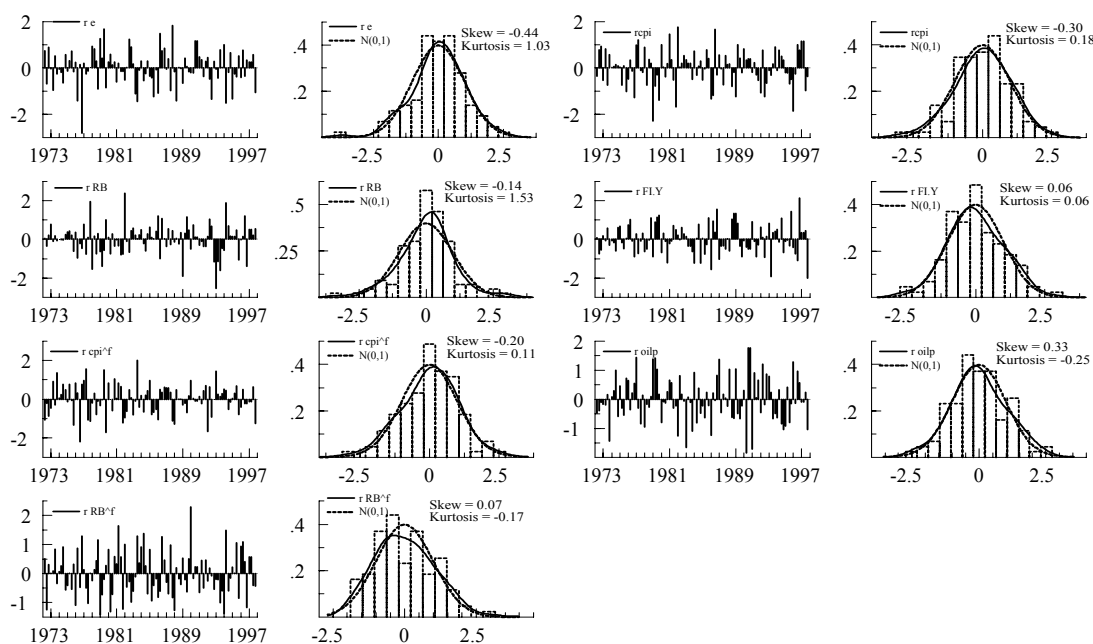 2 r e
0
-2
1973 1981 1989 1997
r e
N(0,1)
Skew = -0.44
Kurtosis = 1.03
.4
.2
-2.5 0 2.5
2 rcpi
0
-2
1973 1981 1989 1997
rcpi
N(0,1)
Skew = -0.30
Kurtosis = 0.18
.4
.2
-2.5 0 2.5
2 r RB
0
-2
1973 1981 1989 1997
r RB
N(0,1)
Skew = -0.14
Kurtosis = 1.53
.5
.25
-2.5 0 2.5
2 r FLY
0
-2
1973 1981 1989 1997
r FLY
N(0,1)
Skew = 0.06
Kurtosis = 0.06
.4
.2
-2.5 0 2.5
2 r cpi^f
0
-2
1973 1981 1989 1997
r cpi^f
N(0,1)
Skew = -0.20
Kurtosis = 0.11
.4
.2
-2.5 0 2.5
2 r oilp
1
0
-1
1973 1981 1989 1997
r oilp
N(0,1)
Skew = 0.33
Kurtosis = -0.25
.4
.2
-2.5 0 2.5
2 r RB^f
1
0
-1
1973 1981 1989 1997
r RB^f
N(0,1)
Skew = 0.07
Kurtosis = -0.17
.4
.2
-2.5 0 2.5